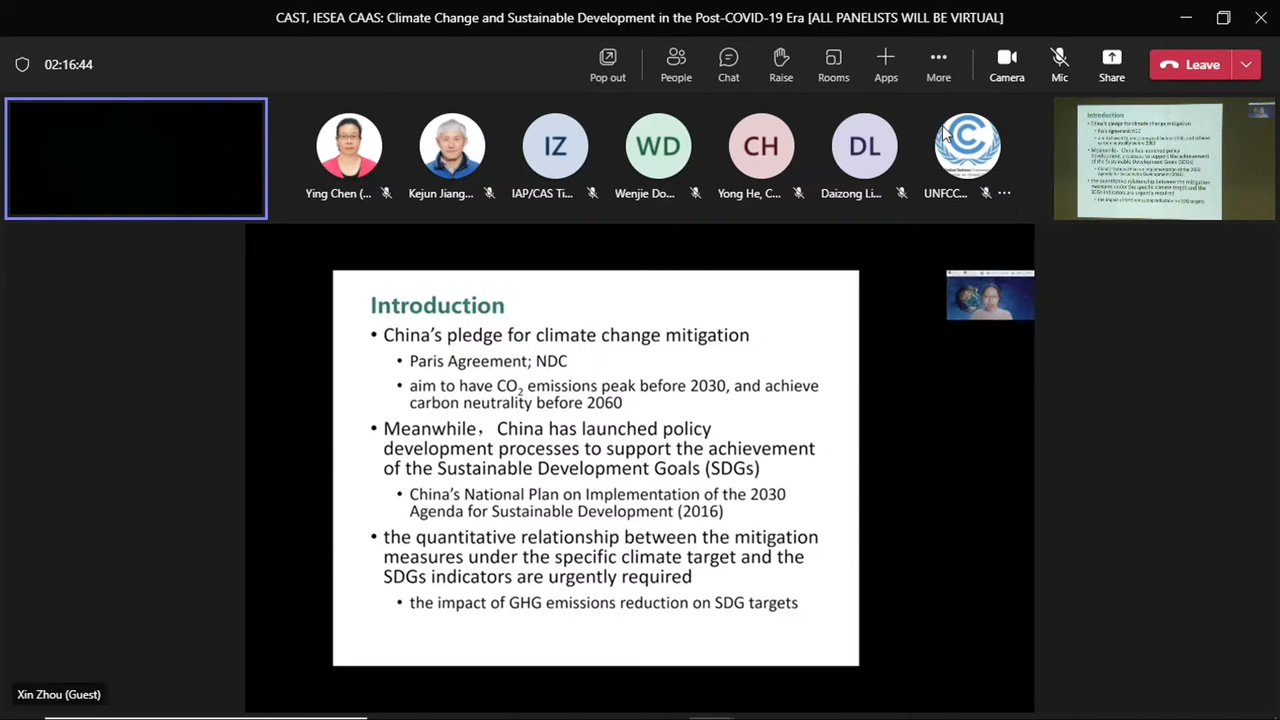 CAST, IESEA CAAS: Climate Change and Sustainable Development in the Post-COVID-19 Era [ALL PANELISTS WILL BE VIRTUAL]
02:16:44
Pop out
People
Chat
Raise
Rooms
Apps
More
Camera
Mic
Share
Leave
IZ
WD
CH
DL
Ying Chen (...
Kejun Jiang...
IAP/CAS Ti...
Wenjie Do...
Yong He, C...
Daizong Li...
UNFCC...
Introduction
• China's pledge for climate change mitigation
• Paris Agreement; NDC
• aim to have CO2 emissions peak before 2030, and achieve
carbon neutrality before 2060
• Meanwhile，China has launched policy
development processes to support the achievement
of the Sustainable Development Goals (SDGs)
• China's National Plan on Implementation of the 2030
Agenda for Sustainable Development (2016)
• the quantitative relationship between the mitigation
measures under the specific climate target and the
SDGs indicators are urgently required
• the impact of GHG emissions reduction on SDG targets
Xin Zhou (Guest)